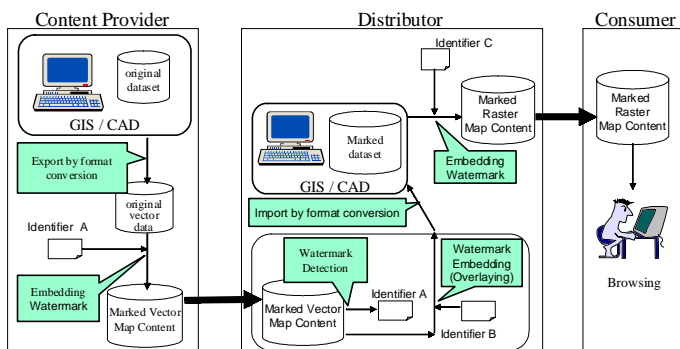 Content Provider
original
dataset
GIS / CAD
Export by format
conversion
original
vector
data
Identifier A
Embedding
Watermark
Marked Vector
Map Content
Distributor
Identifier C
Marked
Raster
Map Content
Marked
dataset
GIS / CAD
Embedding
Watermark
Import by format conversion
Watermark
Detection
Watermark
Embedding
(Overlaying)
Marked Vector
Map Content
Identifier A
Identifier B
Consumer
Marked
Raster
Map Content
Browsing